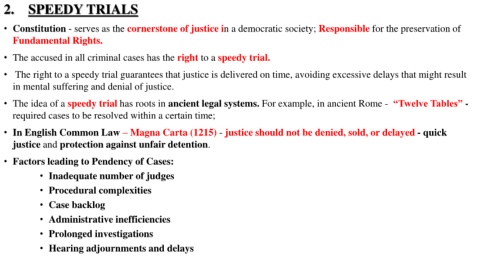 2. SPEEDY TRIALS
• Constitution - serves as the cornerstone of justice in a democratic society; Responsible for the preservation of
Fundamental Rights.
• The accused in all criminal cases has the right to a speedy trial.
• The right to a speedy trial guarantees that justice is delivered on time, avoiding excessive delays that might result
in mental suffering and denial of justice.
• The idea of a speedy trial has roots in ancient legal systems. For example, in ancient Rome - “Twelve Tables” -
required cases to be resolved within a certain time;
• In English Common Law – Magna Carta (1215) - justice should not be denied, sold, or delayed - quick
justice and protection against unfair detention.
• Factors leading to Pendency of Cases:
• Inadequate number of judges
• Procedural complexities
• Case backlog
• Administrative inefficiencies
• Prolonged investigations
• Hearing adjournments and delays